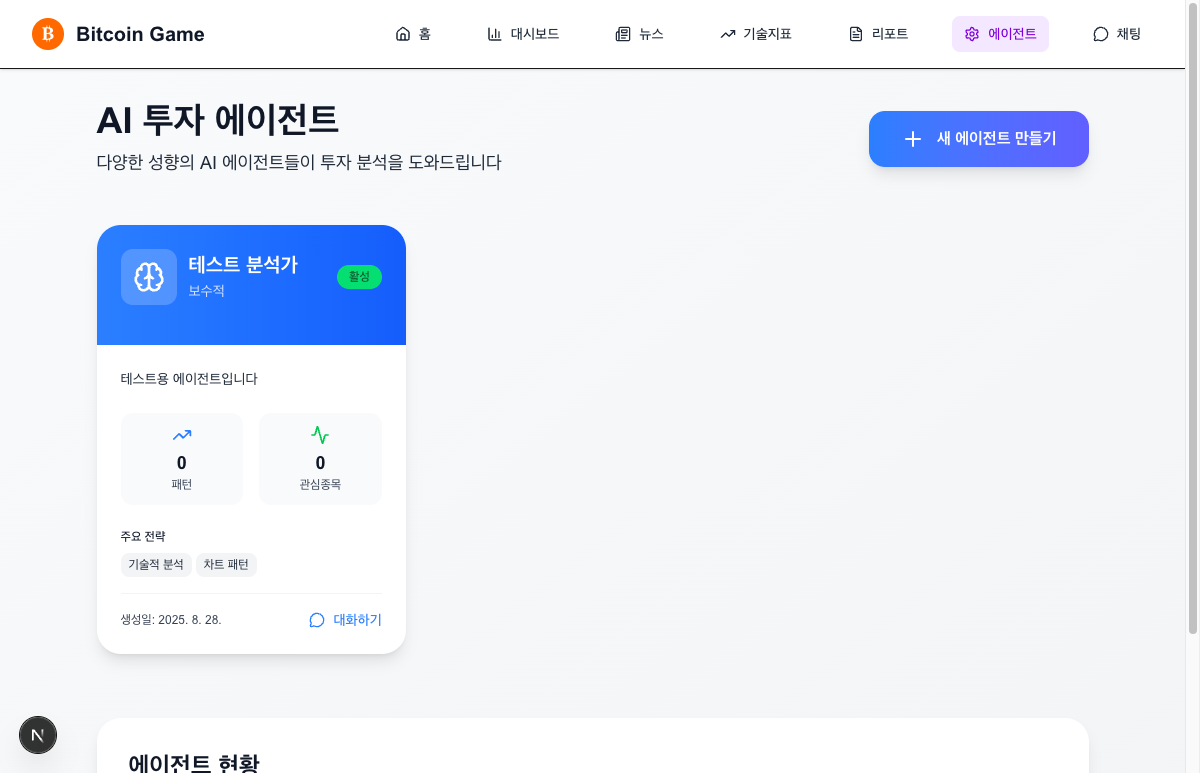 Bitcoin Game
홈
대시보드
뉴스
기술지표
리포트
에이전트
채팅
AI 투자 에이전트
다양한 성향의 AI 에이전트들이 투자 분석을 도와드립니다
새 에이전트 만들기
테스트 분석가
보수적
활성
테스트용 에이전트입니다
0
패턴
0
관심종목
주요 전략
기술적 분석
차트 패턴
생성일: 2025. 8. 28.
대화하기
N
에이전트 현황